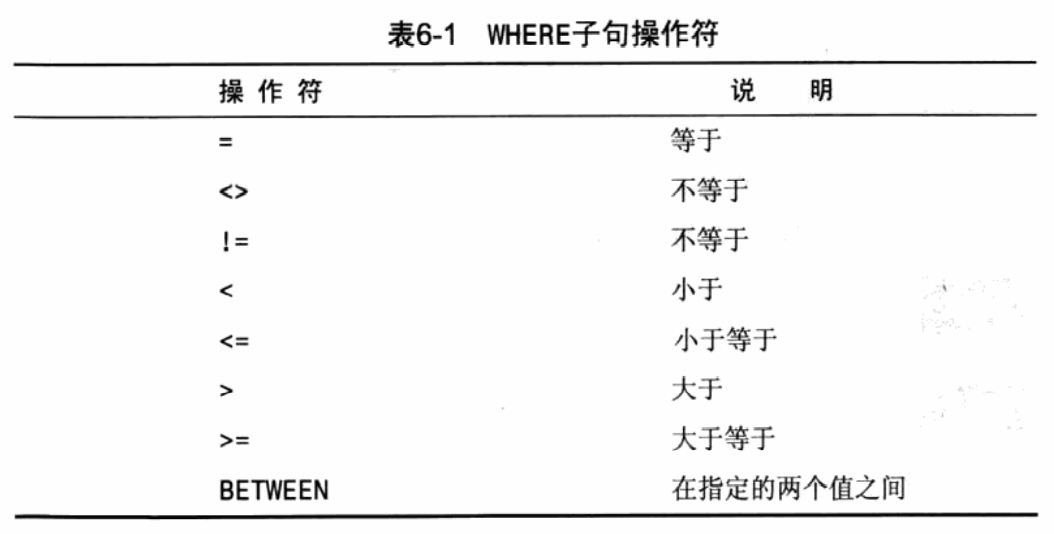 表6-1 WHERE子句操作符
操作符 说 明
= 等于
<> 不等于
!= 不等于
< 小于
<= 小于等于
> 大于
>= 大于等于
BETWEEN 在指定的两个值之间